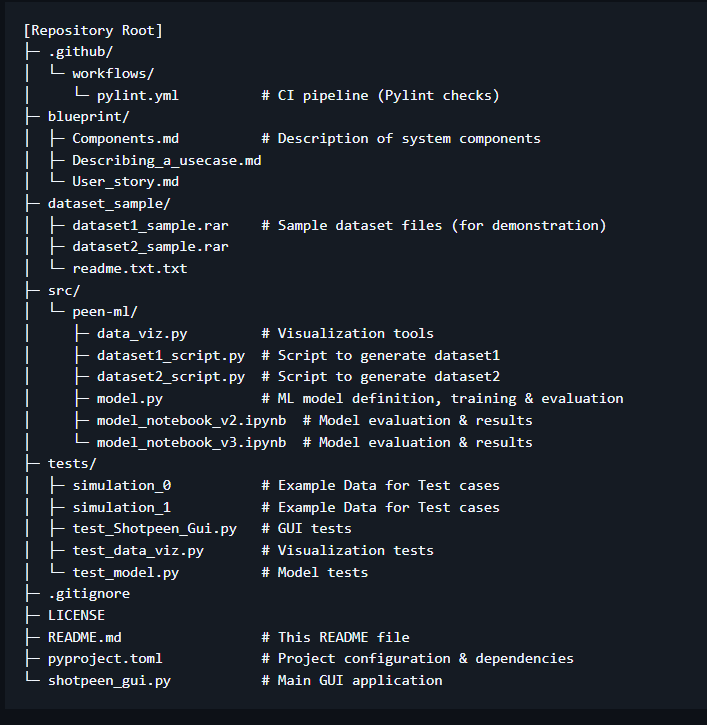 [Repository Root]
├─ .github/
│  └─ workflows/
│     └─ pylint.yml          # CI pipeline (Pylint checks)
├─ blueprint/
│  ├─ Components.md          # Description of system components
│  ├─ Describing_a_usecase.md
│  └─ User_story.md
├─ dataset_sample/
│  ├─ dataset1_sample.rar    # Sample dataset files (for demonstration)
│  ├─ dataset2_sample.rar
│  └─ readme.txt.txt
├─ src/
│  └─ peen-ml/
│     ├─ data_viz.py         # Visualization tools
│     ├─ dataset1_script.py  # Script to generate dataset1
│     ├─ dataset2_script.py  # Script to generate dataset2
│     ├─ model.py            # ML model definition, training & evaluation
│     ├─ model_notebook_v2.ipynb  # Model evaluation & results
│     └─ model_notebook_v3.ipynb  # Model evaluation & results
├─ tests/
│  ├─ simulation_0           # Example Data for Test cases
│  ├─ simulation_1           # Example Data for Test cases
│  ├─ test_Shotpeen_Gui.py   # GUI tests
│  ├─ test_data_viz.py       # Visualization tests
│  └─ test_model.py          # Model tests
├─ .gitignore
├─ LICENSE
├─ README.md                 # This README file
├─ pyproject.toml            # Project configuration & dependencies
└─ shotpeen_gui.py           # Main GUI application